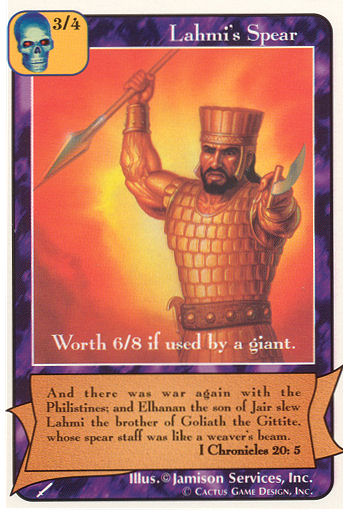 3/4
Lahmi's Spear
Worth 6/8 if used by a giant.
And there was war again with the
Philistines; and Elhanan the son of Jair slew
Lahmi the brother of Goliath the Gittite,
whose spear staff was like a weaver's beam.
I Chronicles 20: 5
Illus.© Jamison Services, Inc.
© Cactus Game Design, Inc.